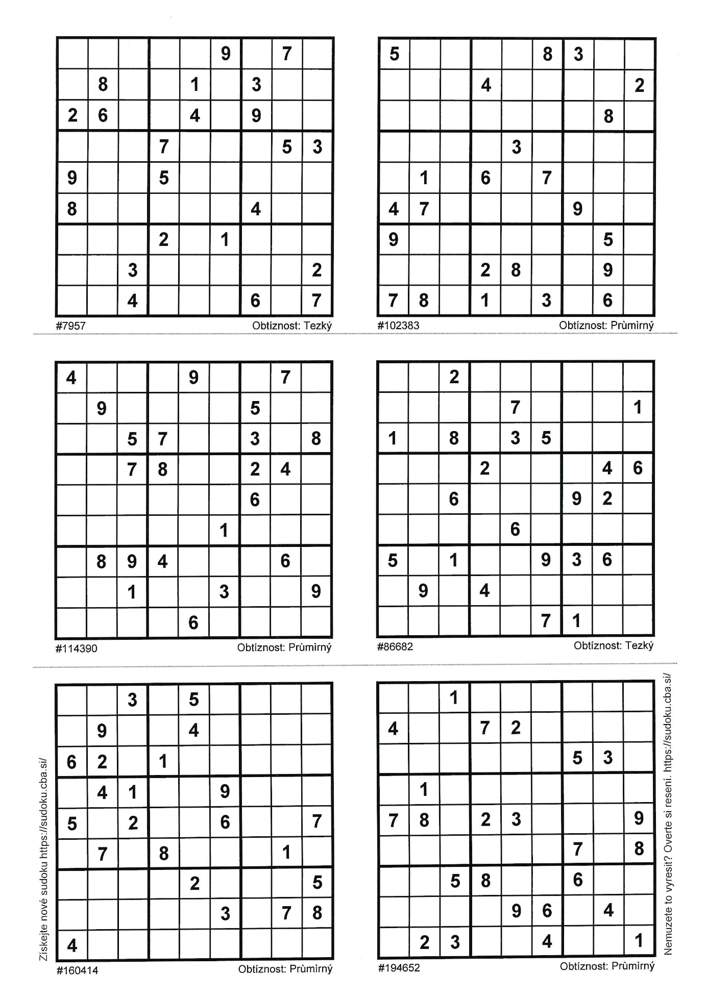 9 7
8 1 3
2 6 4 9
7 5 3
9 5
8 4
2 1
3 2
4 6 7
#7957 Obtíznost: Tezký
5 8 3
4 2
8
3
1 6 7
4 7 9
9 5
2 8 9
7 8 1 3 6
#102383 Obtíznost: Průmìrný
4 9 7
9 5
5 7 3 8
7 8 2 4
6
1
8 9 4 6
1 3 9
6
#114390 Obtíznost: Průmìrný
2
7 1
1 8 3 5
2 4 6
6 9 2
6
5 1 9 3 6
9 4
7 1
#86682 Obtíznost: Tezký
3 5
9 4
6 2 1
4 1 9
5 2 6 7
7 8 1
2 5
3 7 8
4
#160414 Obtíznost: Průmìrný
1
4 7 2
5 3
1
7 8 2 3 9
7 8
5 8 6
9 6 4
2 3 4 1
#194652 Obtíznost: Průmìrný
Získejte nové sudoku https://sudoku.cba.si/
Nemuzete to vyresit? Overte si resení. https://sudoku.cba.si/